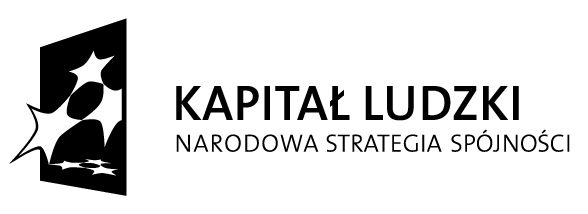 KAPITAŁ LUDZKI
NARODOWA STRATEGIA SPÓJNOŚCI